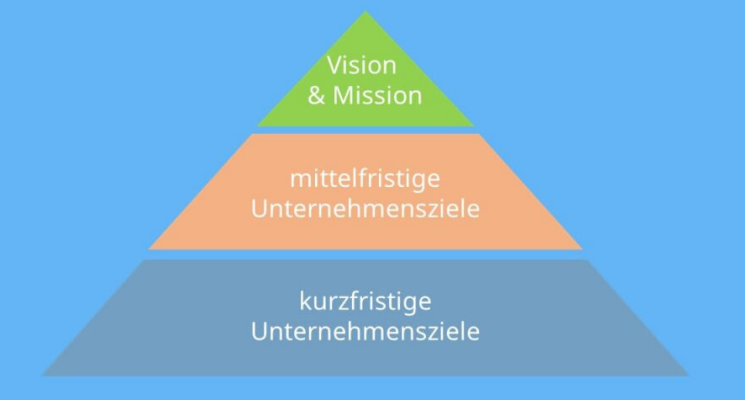 Vision
& Mission
mittelfristige
Unternehmensziele
kurzfristige
Unternehmensziele